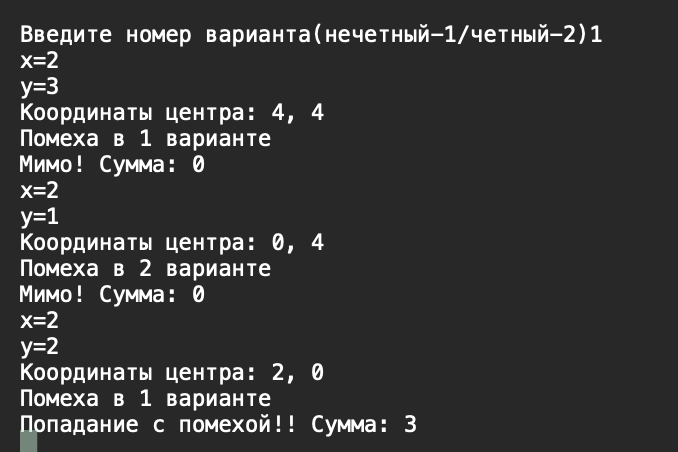 Введите номер варианта(нечетный-1/четный-2)1
x=2
y=3
Координаты центра: 4, 4
Помеха в 1 варианте
Мимо! Сумма: 0
x=2
y=1
Координаты центра: 0, 4
Помеха в 2 варианте
Мимо! Сумма: 0
x=2
y=2
Координаты центра: 2, 0
Помеха в 1 варианте
Попадание с помехой!! Сумма: 3